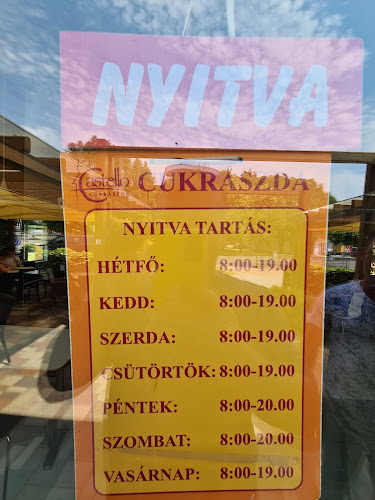 NYITVA
Castello
CUKRÁSZDA
CUKRÁSZDA
NYITVA TARTÁS:
HÉTFŐ: 8:00-19.00
KEDD: 8:00-19.00
SZERDA: 8:00-19.00
CSÜTÖRTÖK: 8:00-19.00
PÉNTEK: 8:00-20.00
SZOMBAT: 8:00-20.00
VASÁRNAP: 8:00-19.00